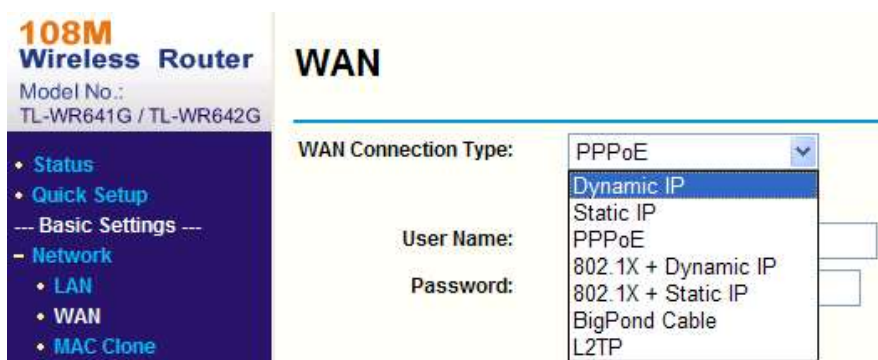 108M
Wireless Router
Model No.:
TL-WR641G / TL-WR642G
• Status
• Quick Setup
--- Basic Settings ---
– Network
• LAN
• WAN
• MAC Clone
WAN
WAN Connection Type:
PPPoE
Dynamic IP
Static IP
PPPoE
802.1X + Dynamic IP
802.1X + Static IP
BigPond Cable
L2TP
User Name:
Password: